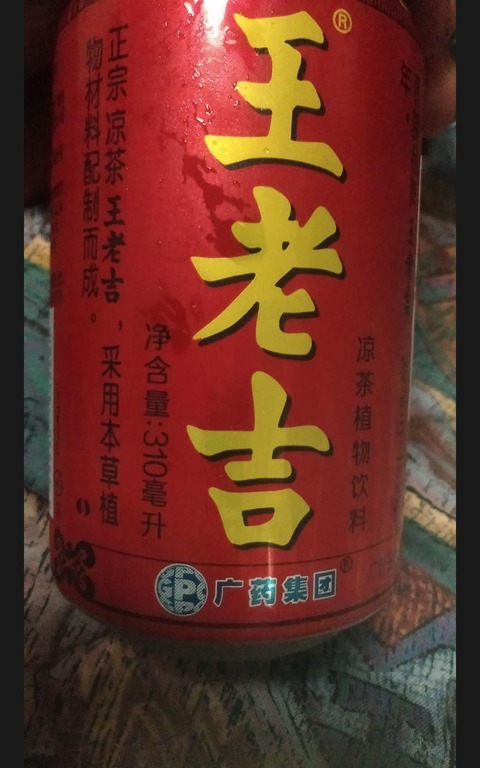 王老吉®
正宗凉茶王老吉，采用本草植
物材料配制而成。
净含量:310毫升
凉茶植物饮料
年
GPC 广药集团®